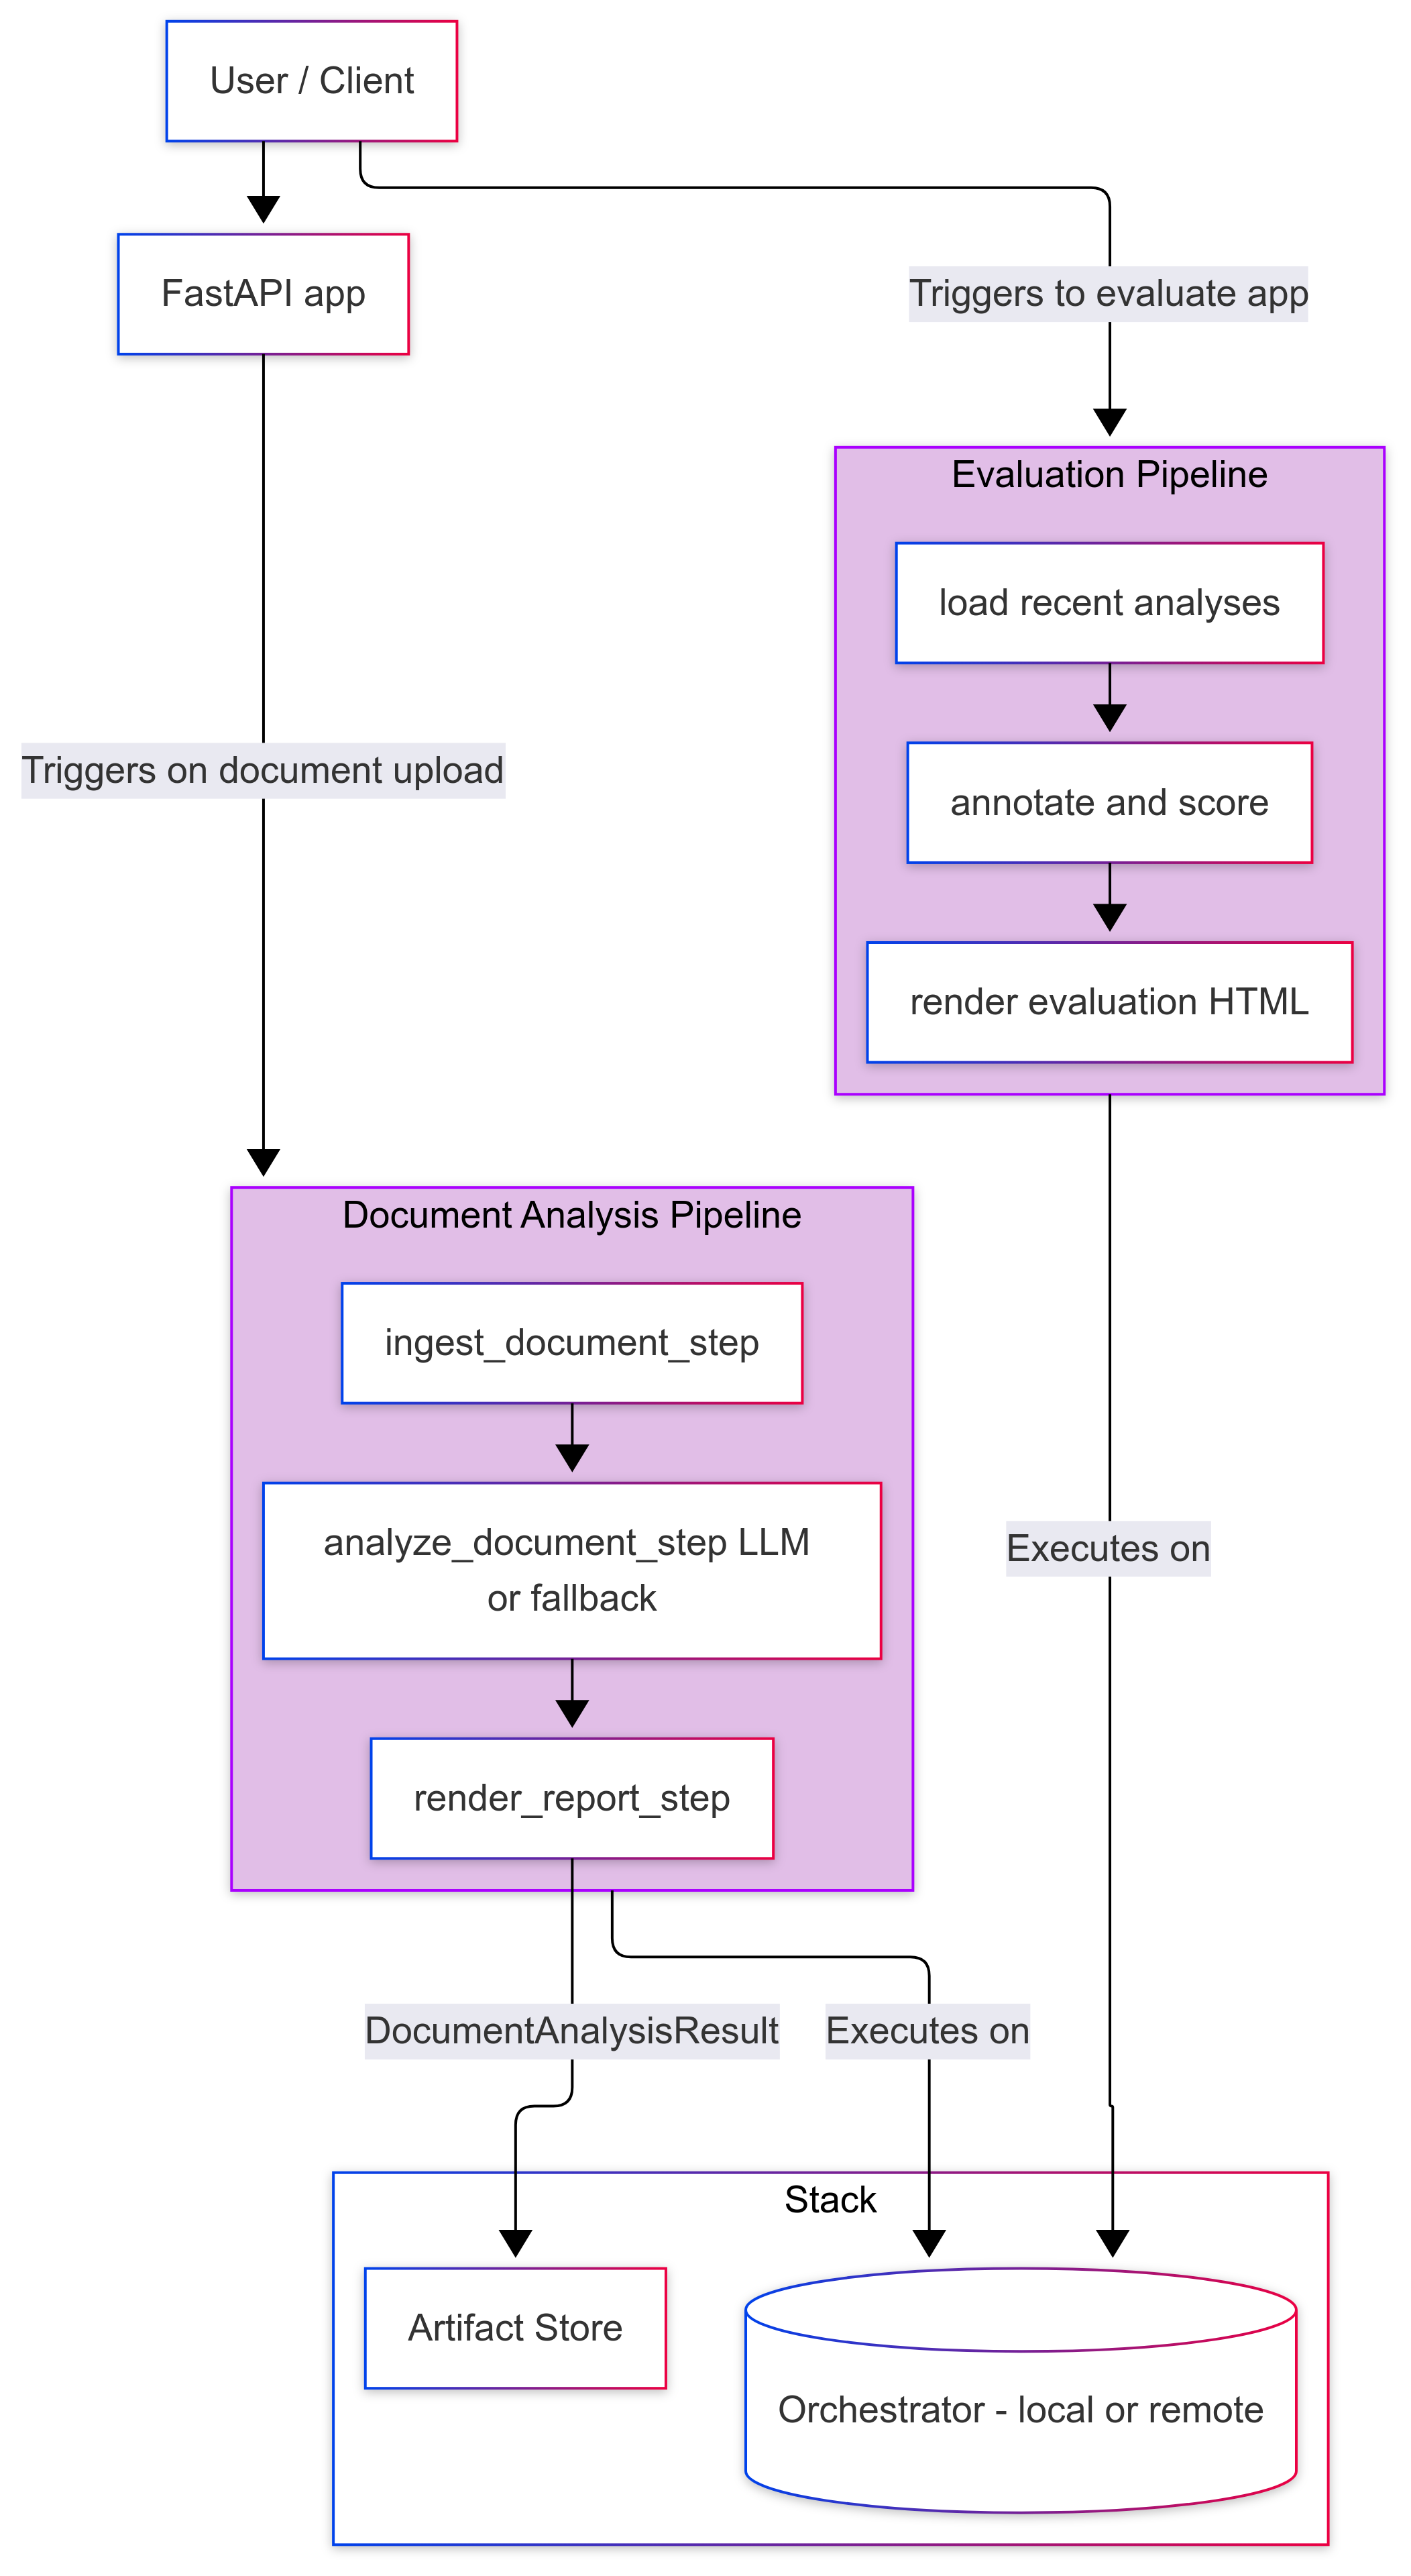 User / Client
FastAPI app
Triggers to evaluate app
Evaluation Pipeline
load recent analyses
annotate and score
render evaluation HTML
Triggers on document upload
Document Analysis Pipeline
ingest_document_step
analyze_document_step LLM
or fallback
render_report_step
Executes on
DocumentAnalysisResult
Executes on
Stack
Artifact Store
Orchestrator - local or remote